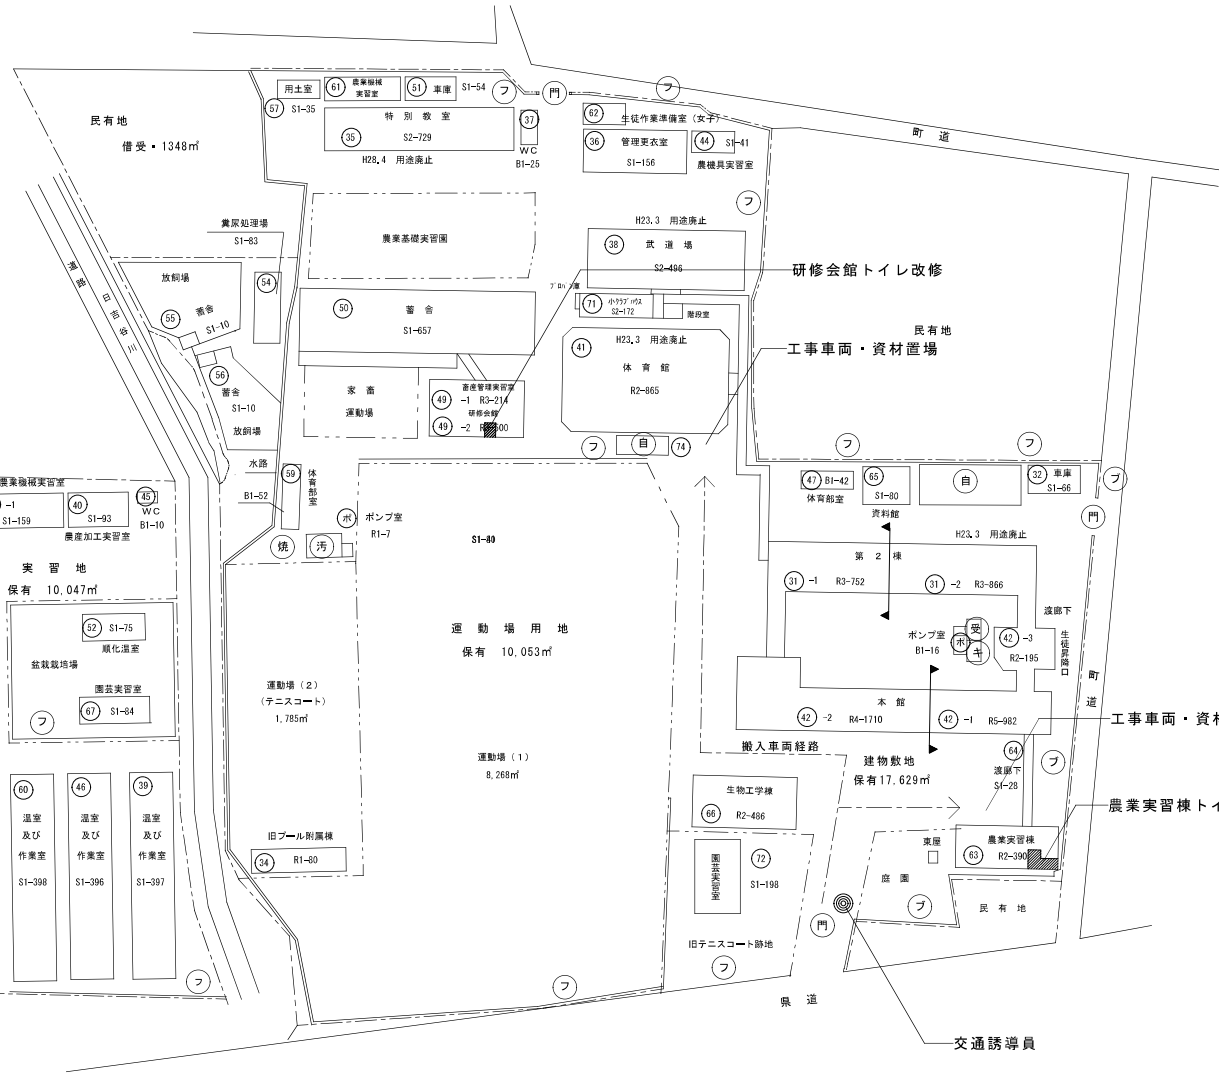 民有地
借受・1348㎡
用土室
57
S1-35
61
農業機械
実習室
51
車庫
S1-54
フ
門
フ
特別教室
35
S2-729
H28.4 用途廃止
37
WC
B1-25
62
生徒作業準備室（女子）
36
管理更衣室
S1-156
44
S1-41
農機具実習室
フ
町道
糞尿処理場
S1-83
54
放飼場
55
蓄舎
S1-10
56
蓄舎
S1-10
放飼場
道路
日吉谷川
農業基礎実習園
50
蓄舎
S1-657
H23.3 用途廃止
38
武道場
S2-496
研修会館トイレ改修
71
小クラブハウス
S2-172
階段室
41
H23.3 用途廃止
体育館
R2-865
工事車両・資材置場
民有地
家畜
運動場
畜産管理実習室
49
-1 R3-214
研修会館
49
-2
フ
自
74
フ
フ
水路
B1-52
59
体育部室
ポ
ポンプ室
R1-7
焼
汚
S1-80
47
B1-42
体育部室
65
S1-80
資料館
自
32
車庫
S1-66
ブ
門
H23.3 用途廃止
第2棟
31
-1 R3-752
31
-2 R3-866
農業機械実習室
-1
S1-159
40
S1-93
農産加工実習室
45
WC
B1-10
実習地
保有 10,047㎡
52
S1-75
順化温室
盆栽栽培場
園芸実習室
67
S1-84
フ
運動場用地
保有 10,053㎡
運動場（2）
（テニスコート）
1,785㎡
運動場（1）
8,268㎡
ポンプ室
B1-16
ポ
受
キ
渡廊下
42
-3
R2-195
生徒昇降口
町道
本館
42
-2 R4-1710
42
-1 R5-982
工事車両・資材
搬入車両経路
建物敷地
保有17,629㎡
64
渡廊下
S1-28
ブ
農業実習棟トイ
60
温室
及び
作業室
S1-398
46
温室
及び
作業室
S1-396
39
温室
及び
作業室
S1-397
フ
旧プール附属棟
34
R1-80
生物工学棟
66
R2-486
園芸実習室
72
S1-198
旧テニスコート跡地
フ
フ
東屋
庭園
農業実習棟
63
R2-390
民有地
ブ
門
県道
交通誘導員